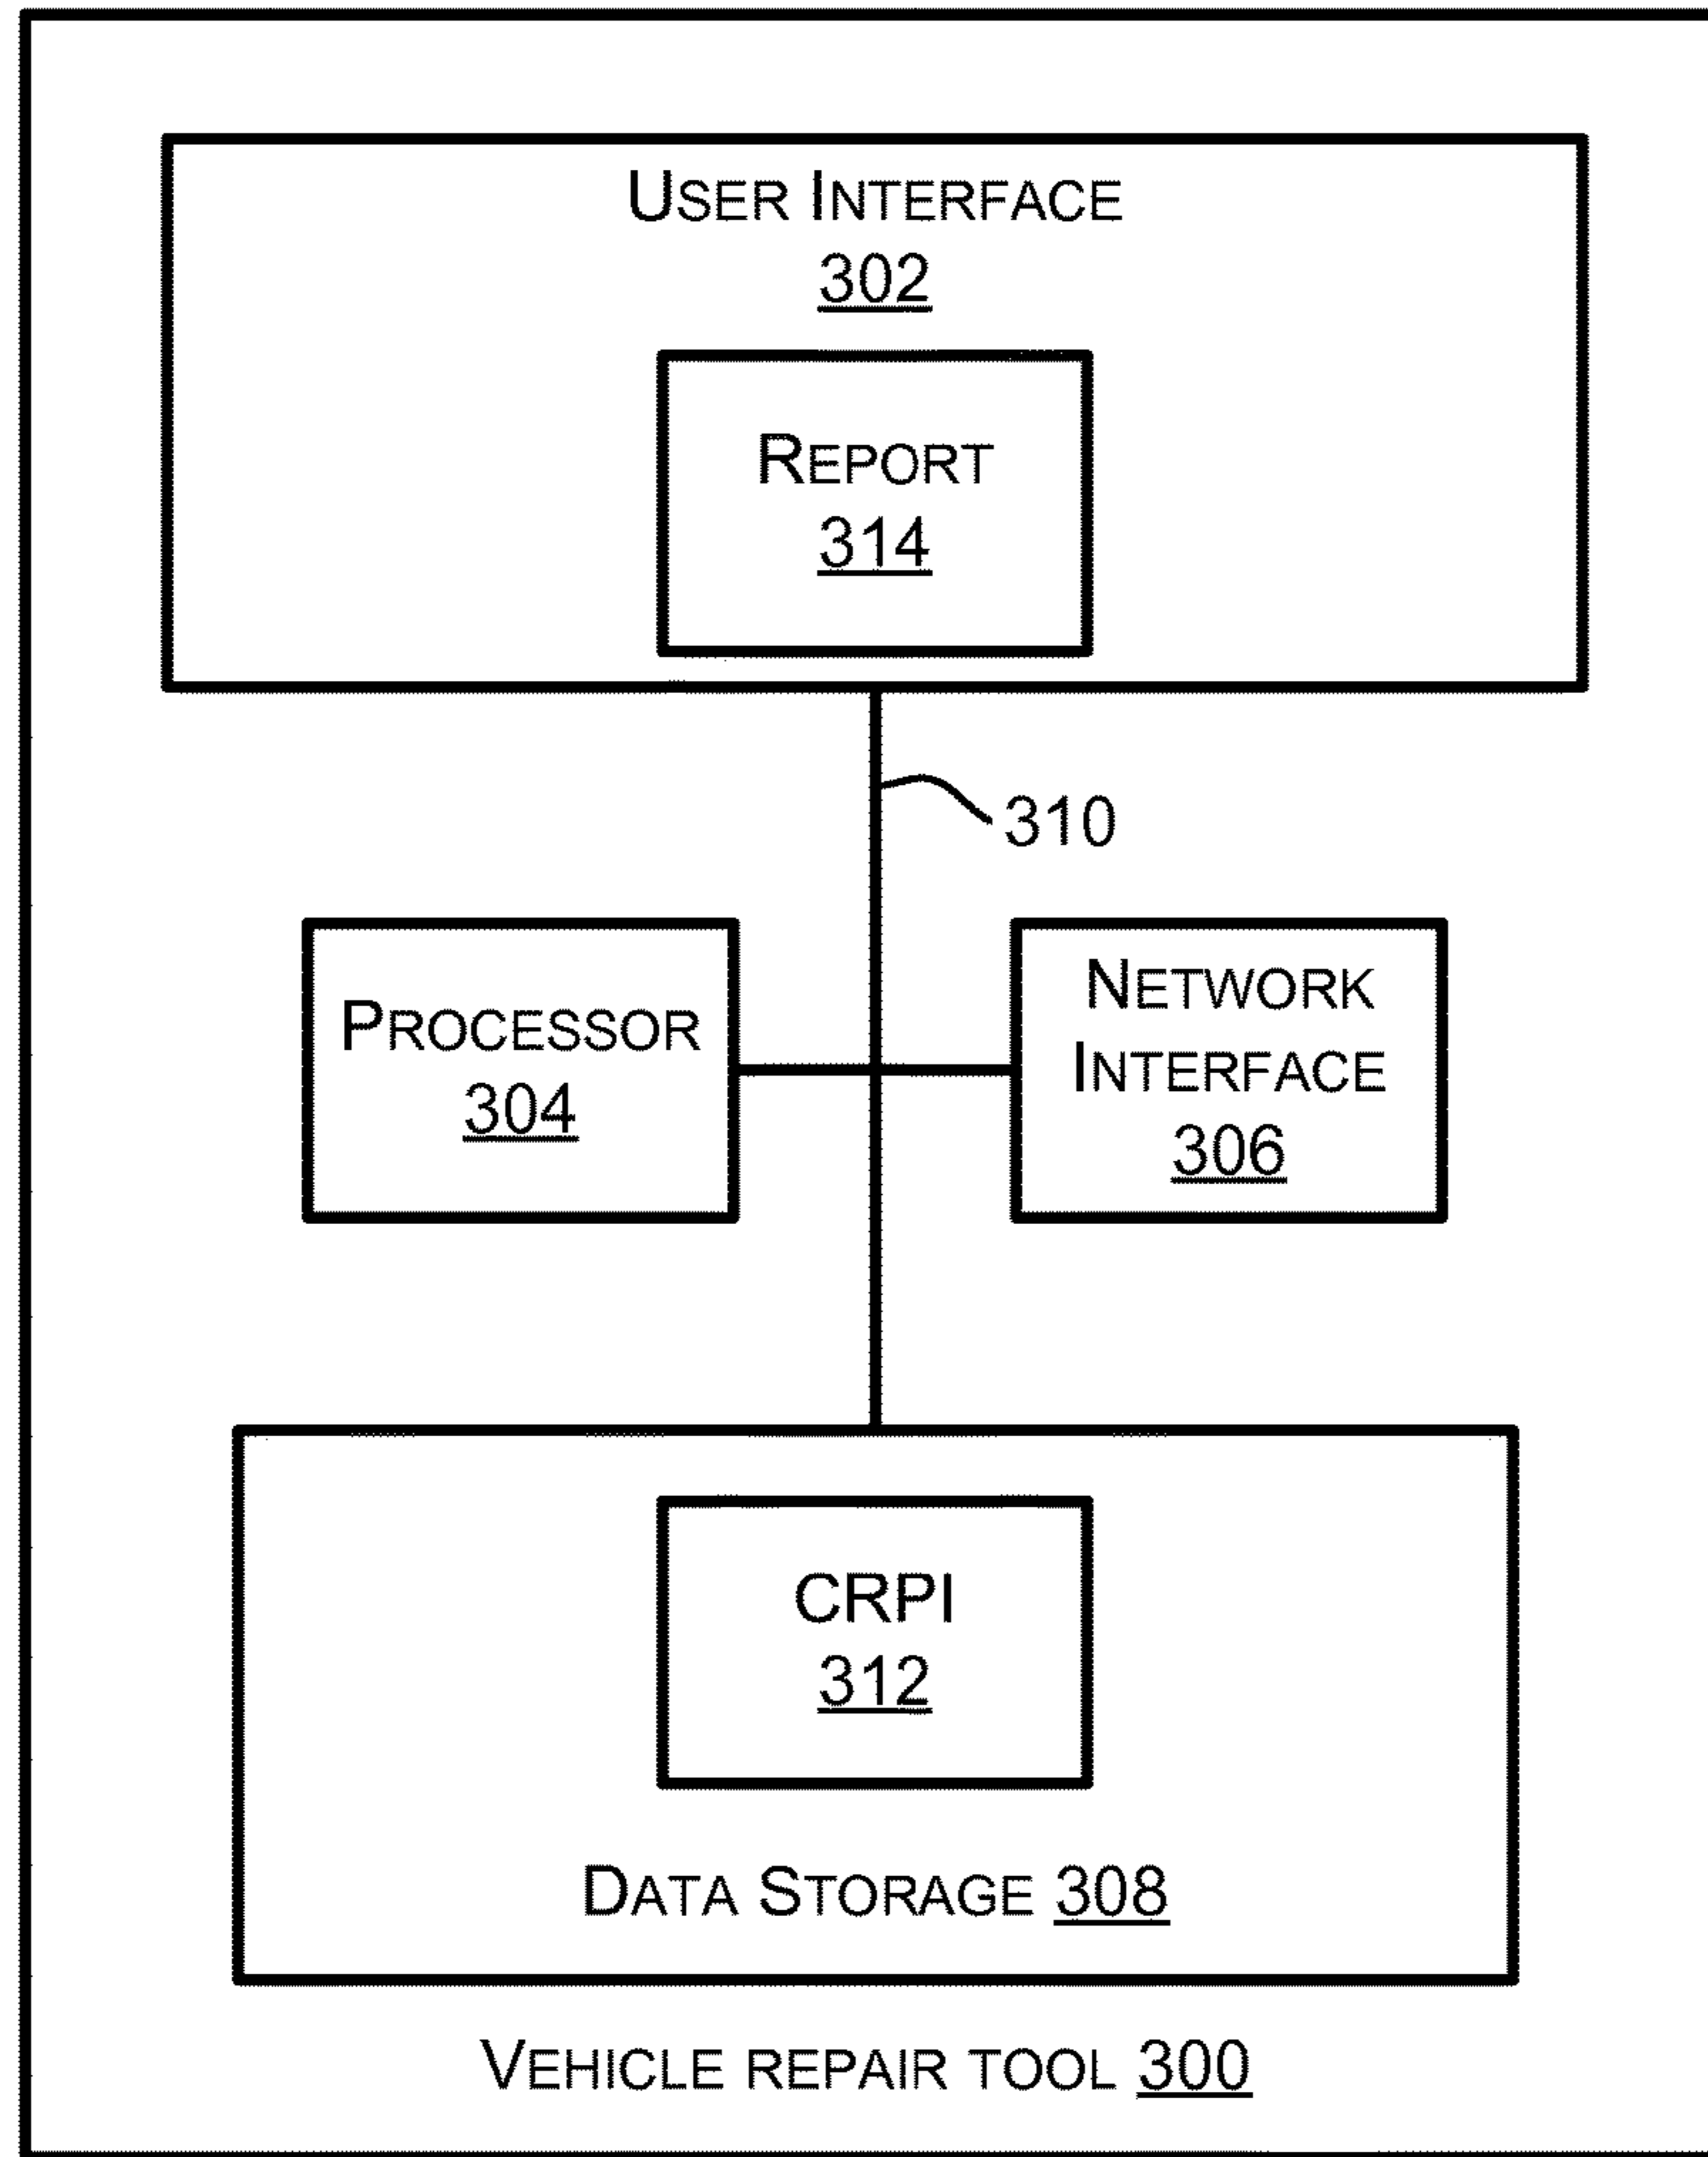 USER INTERFACE
302
REPORT
314
310
PROCESSOR
304
NETWORK
INTERFACE
306
CRPI
312
DATA STORAGE 308
VEHICLE REPAIR TOOL 300